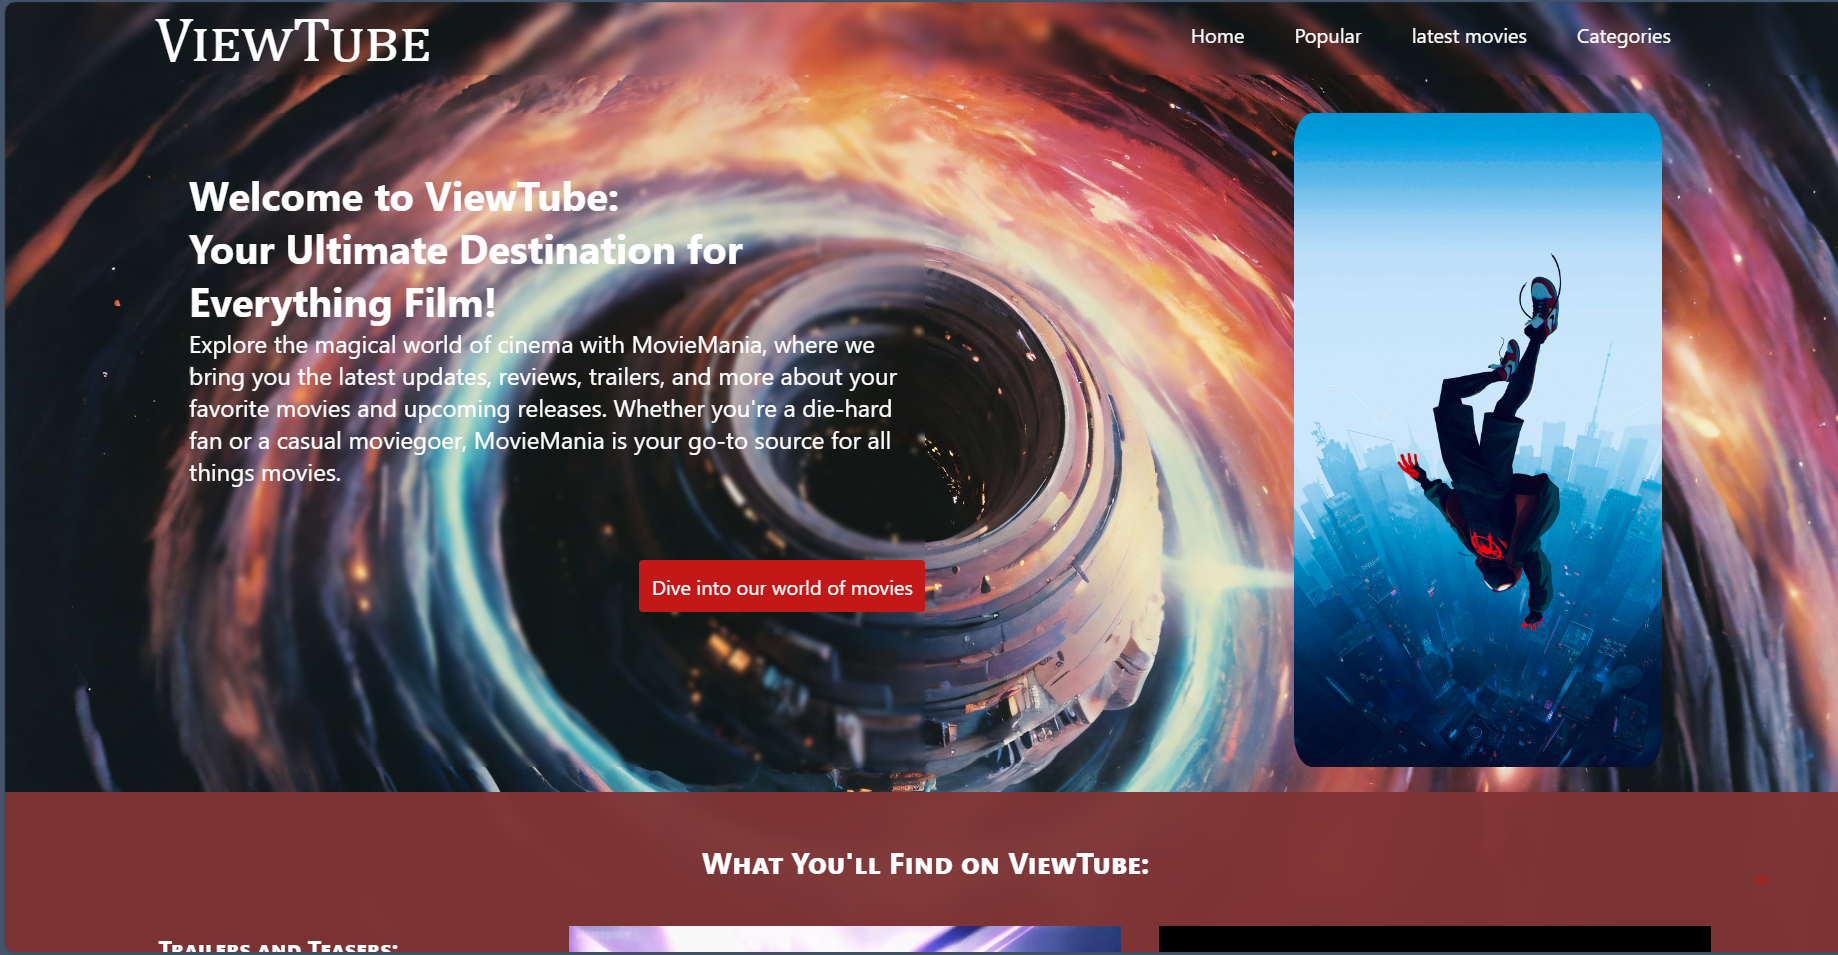 ViewTube
Home Popular latest movies Categories
Welcome to ViewTube:
Your Ultimate Destination for
Everything Film!
Explore the magical world of cinema with MovieMania, where we
bring you the latest updates, reviews, trailers, and more about your
favorite movies and upcoming releases. Whether you're a die-hard
fan or a casual moviegoer, MovieMania is your go-to source for all
things movies.
Dive into our world of movies
What You'll Find on ViewTube:
Trailers and Teasers: